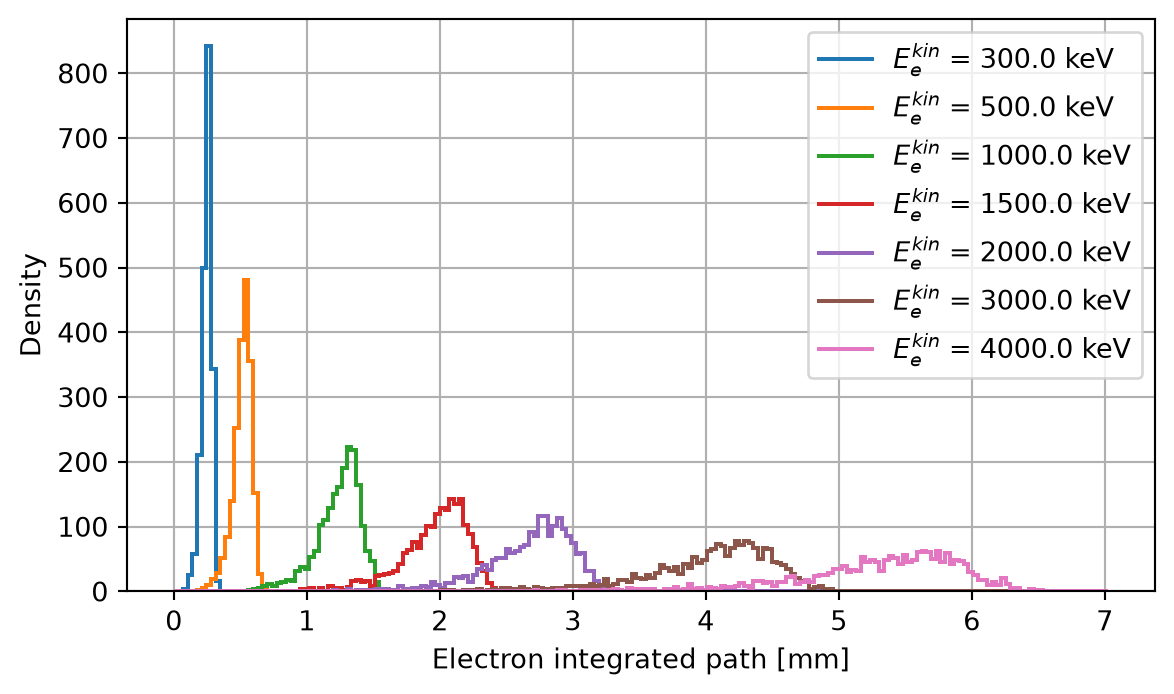 800
700
600
500
400
300
200
100
0
Density
0 1 2 3 4 5 6 7
Electron integrated path [mm]
E_e^{kin} = 300.0 keV
E_e^{kin} = 500.0 keV
E_e^{kin} = 1000.0 keV
E_e^{kin} = 1500.0 keV
E_e^{kin} = 2000.0 keV
E_e^{kin} = 3000.0 keV
E_e^{kin} = 4000.0 keV